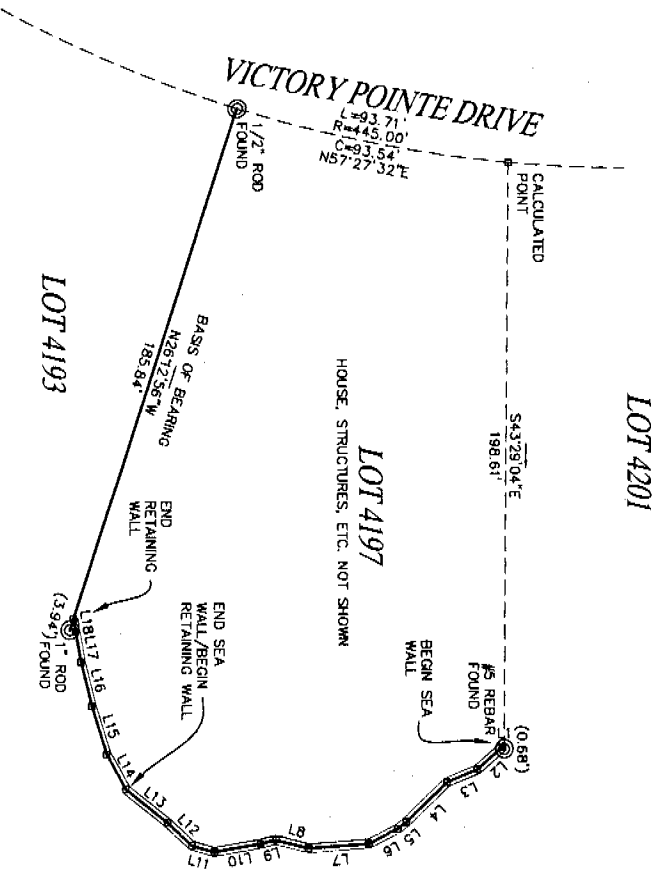 VICTORY POINTE DRIVE
L=93.71'
R=445.00'
C=93.54'
N57°27'32"E
1/2" ROD
FOUND
CALCULATED
POINT
LOT 4201
S43°29'04"E
198.61'
LOT 4193
BASIS OF BEARING
N26°12'56"W
185.84'
HOUSE, STRUCTURES, ETC. NOT SHOWN
LOT 4197
END
RETAINING
WALL
END SEA
WALL/BEGIN
RETAINING WALL
BEGIN SEA
WALL
#5 REBAR
FOUND
(0.68')
L2
L3
L4
L5
L6
L7
L8
L9
L10
L11
L12
L13
L14
L15
L16
L17
L18
(3.94')
1" ROD
FOUND